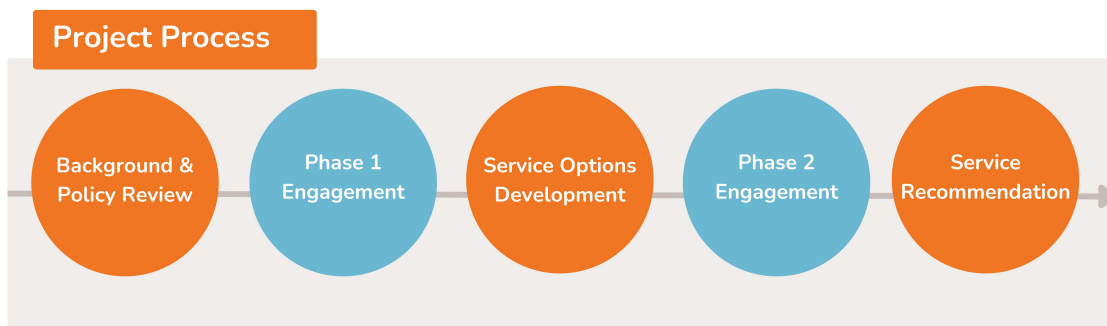 Project Process
Background &
Policy Review
Phase 1
Engagement
Service Options
Development
Phase 2
Engagement
Service
Recommendation